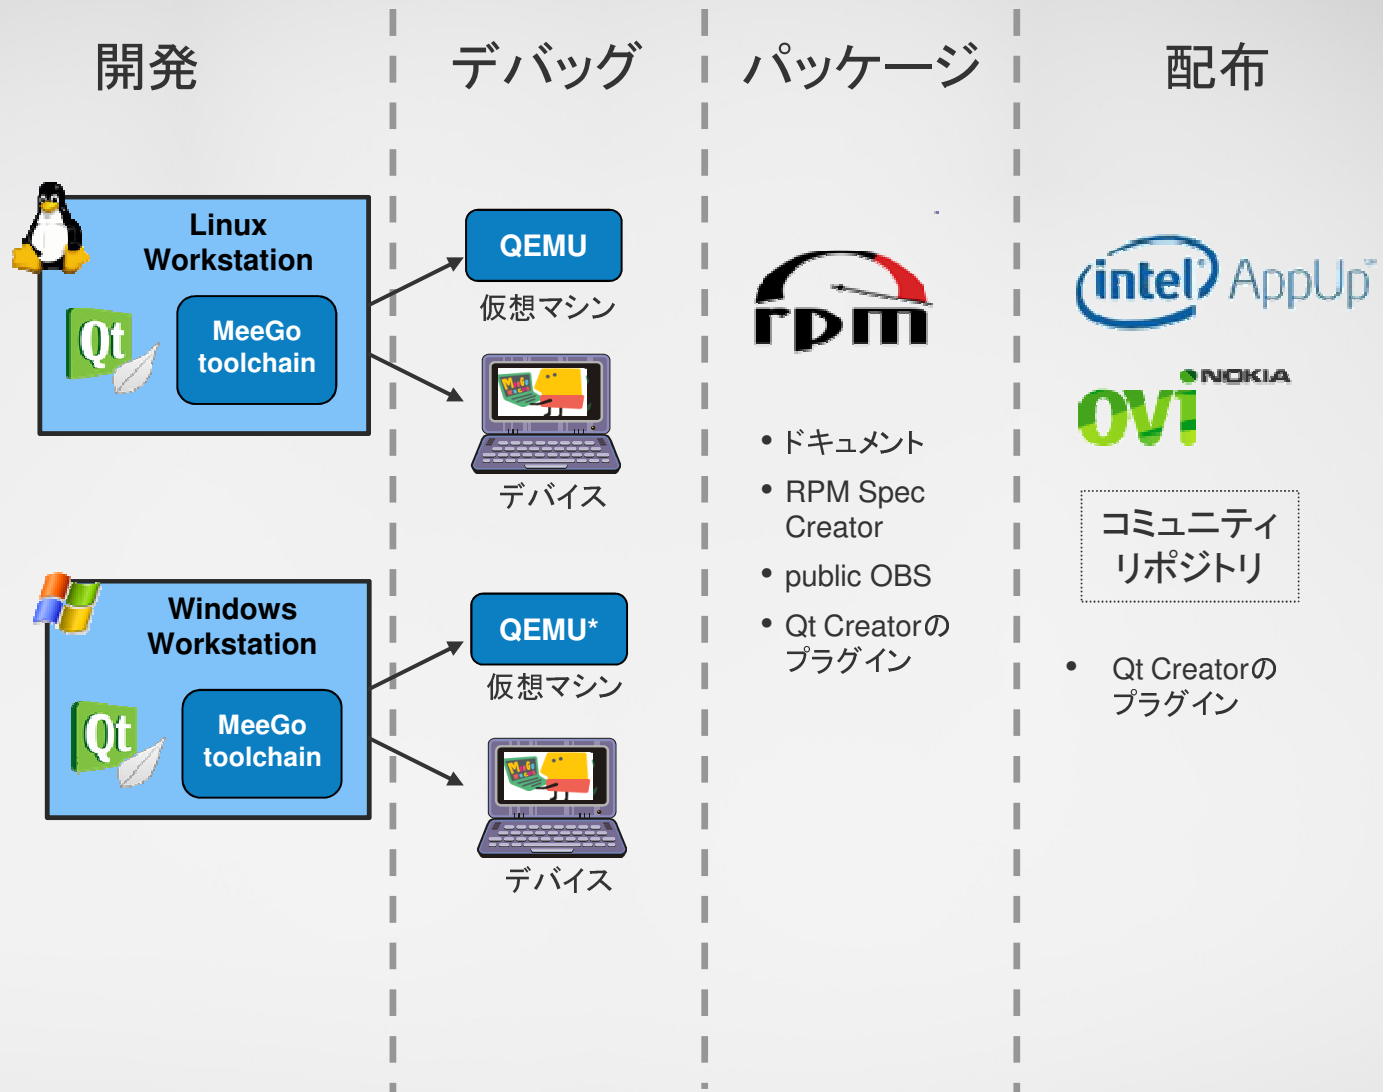 開発
デバッグ
パッケージ
配布
Linux
Workstation
Qt
MeeGo
toolchain
QEMU
仮想マシン
MeeGo
デバイス
Windows
Workstation
Qt
MeeGo
toolchain
QEMU*
仮想マシン
MeeGo
デバイス
rpm
• ドキュメント
• RPM Spec
Creator
• public OBS
• Qt Creatorの
プラグイン
intel AppUp
ovi NOKIA
コミュニティ
リポジトリ
• Qt Creatorの
プラグイン